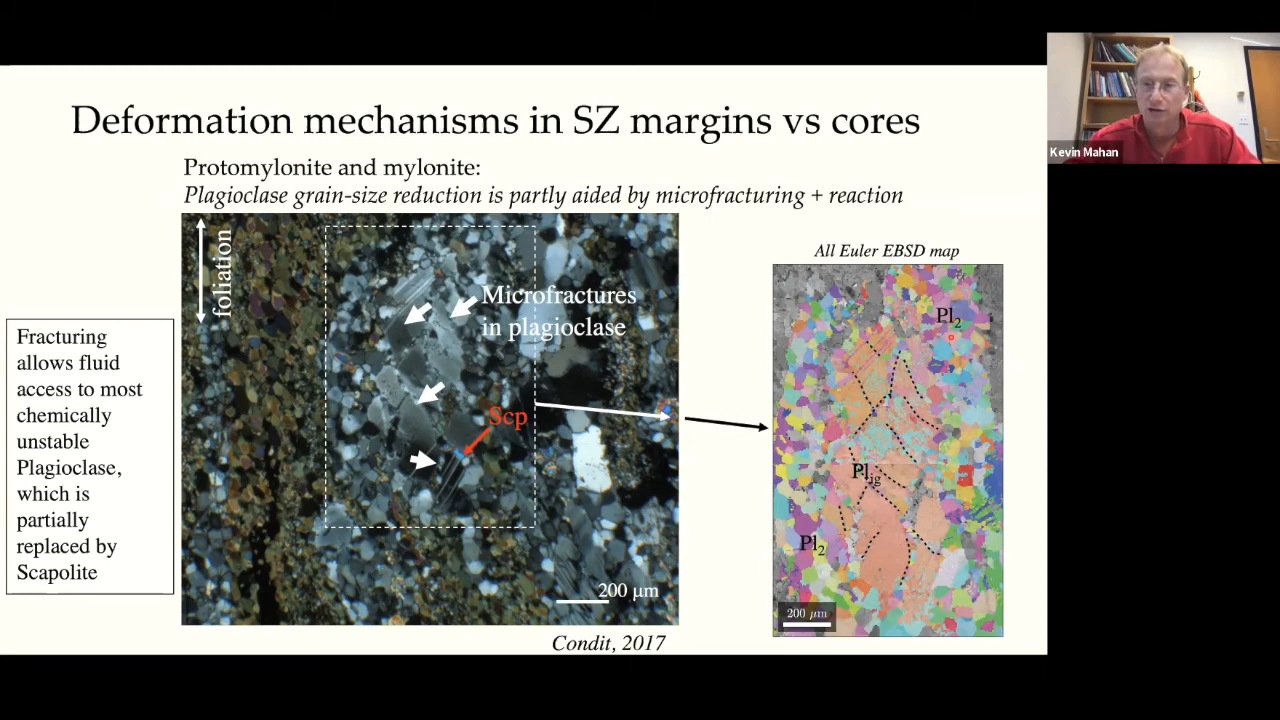 Deformation mechanisms in SZ margins vs cores
Protomylonite and mylonite:
Plagioclase grain-size reduction is partly aided by microfracturing + reaction
foliation
Microfractures
in plagioclase
Scp
200 μm
Fracturing
allows fluid
access to most
chemically
unstable
Plagioclase,
which is
partially
replaced by
Scapolite
All Euler EBSD map
Pl2
Plig
Pl2
200 μm
Condit, 2017
Kevin Mahan